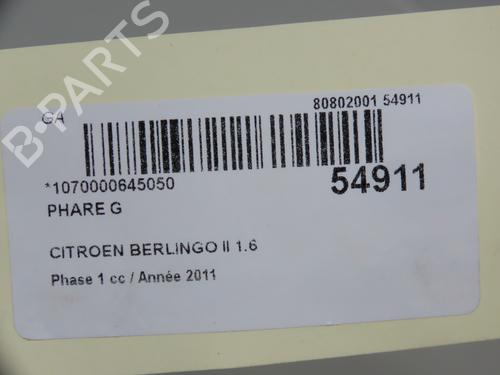 B-PARTS
GA
80802001 54911
*1070000645050
54911
PHARE G
CITROEN BERLINGO II 1.6
Phase 1 cc / Année 2011